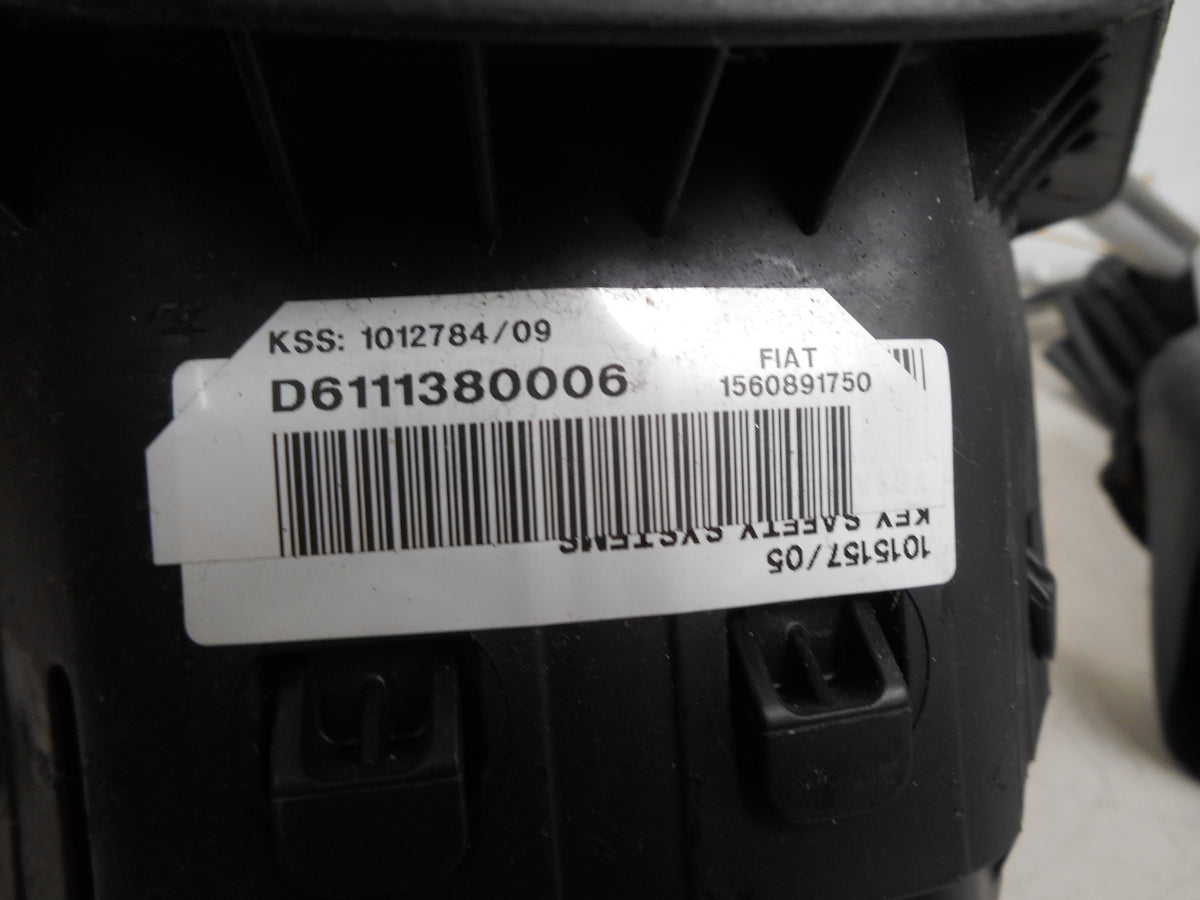 KSS: 1012784/09
D6111380006
FIAT
1560891750
KEY SAFETY SYSTEMS
1015157/05